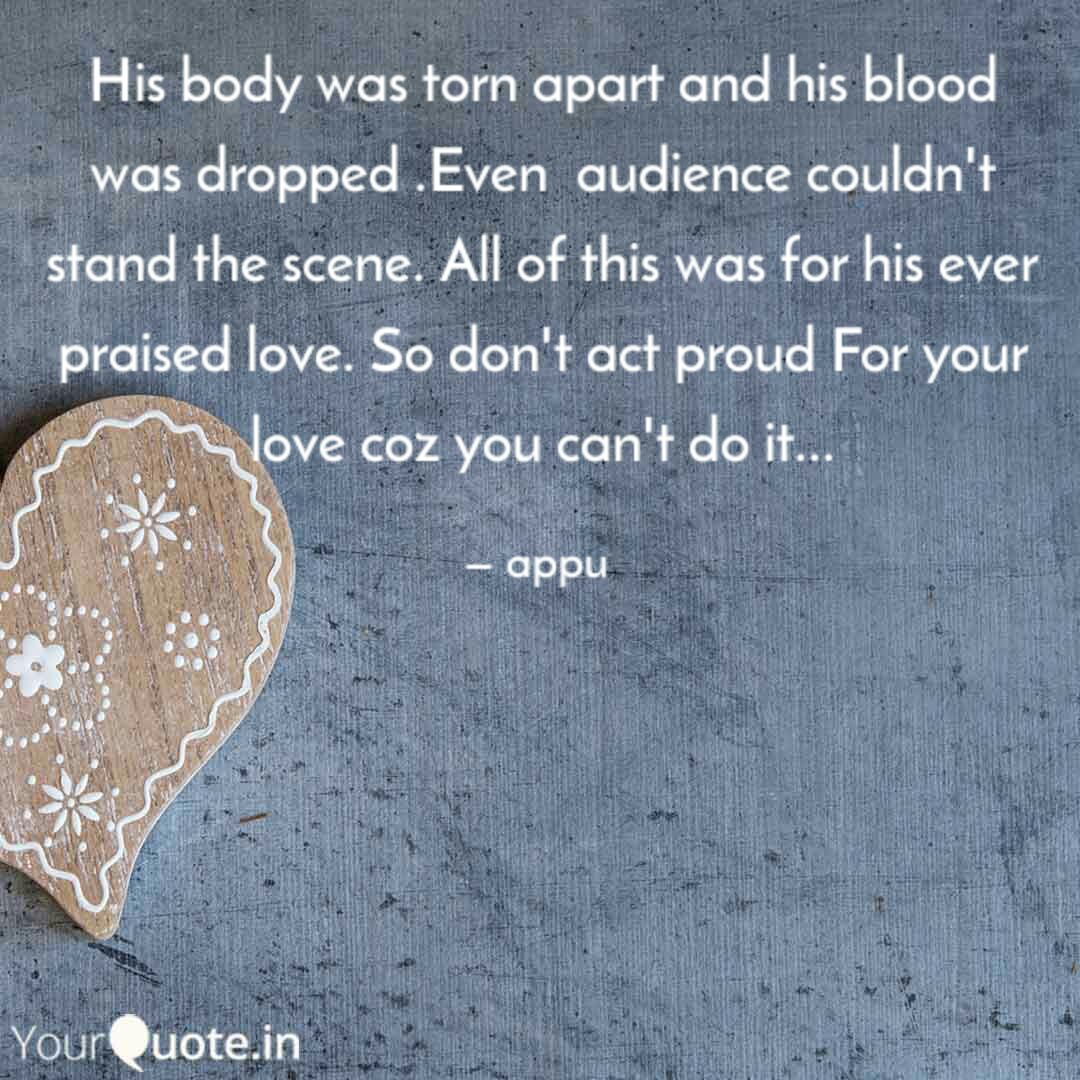 His body was torn apart and his blood
was dropped .Even  audience couldn't
stand the scene. All of this was for his ever
praised love. So don't act proud For your
love coz you can't do it...
– appu
YourQuote.in